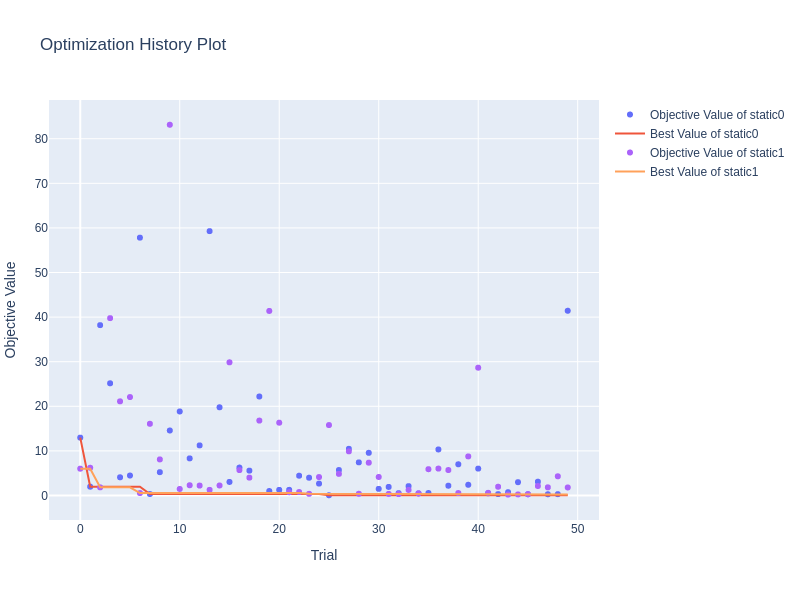 Optimization History Plot
Objective Value of static0
Best Value of static0
Objective Value of static1
Best Value of static1
80
70
60
50
40
30
20
10
0
Objective Value
0 10 20 30 40 50
Trial